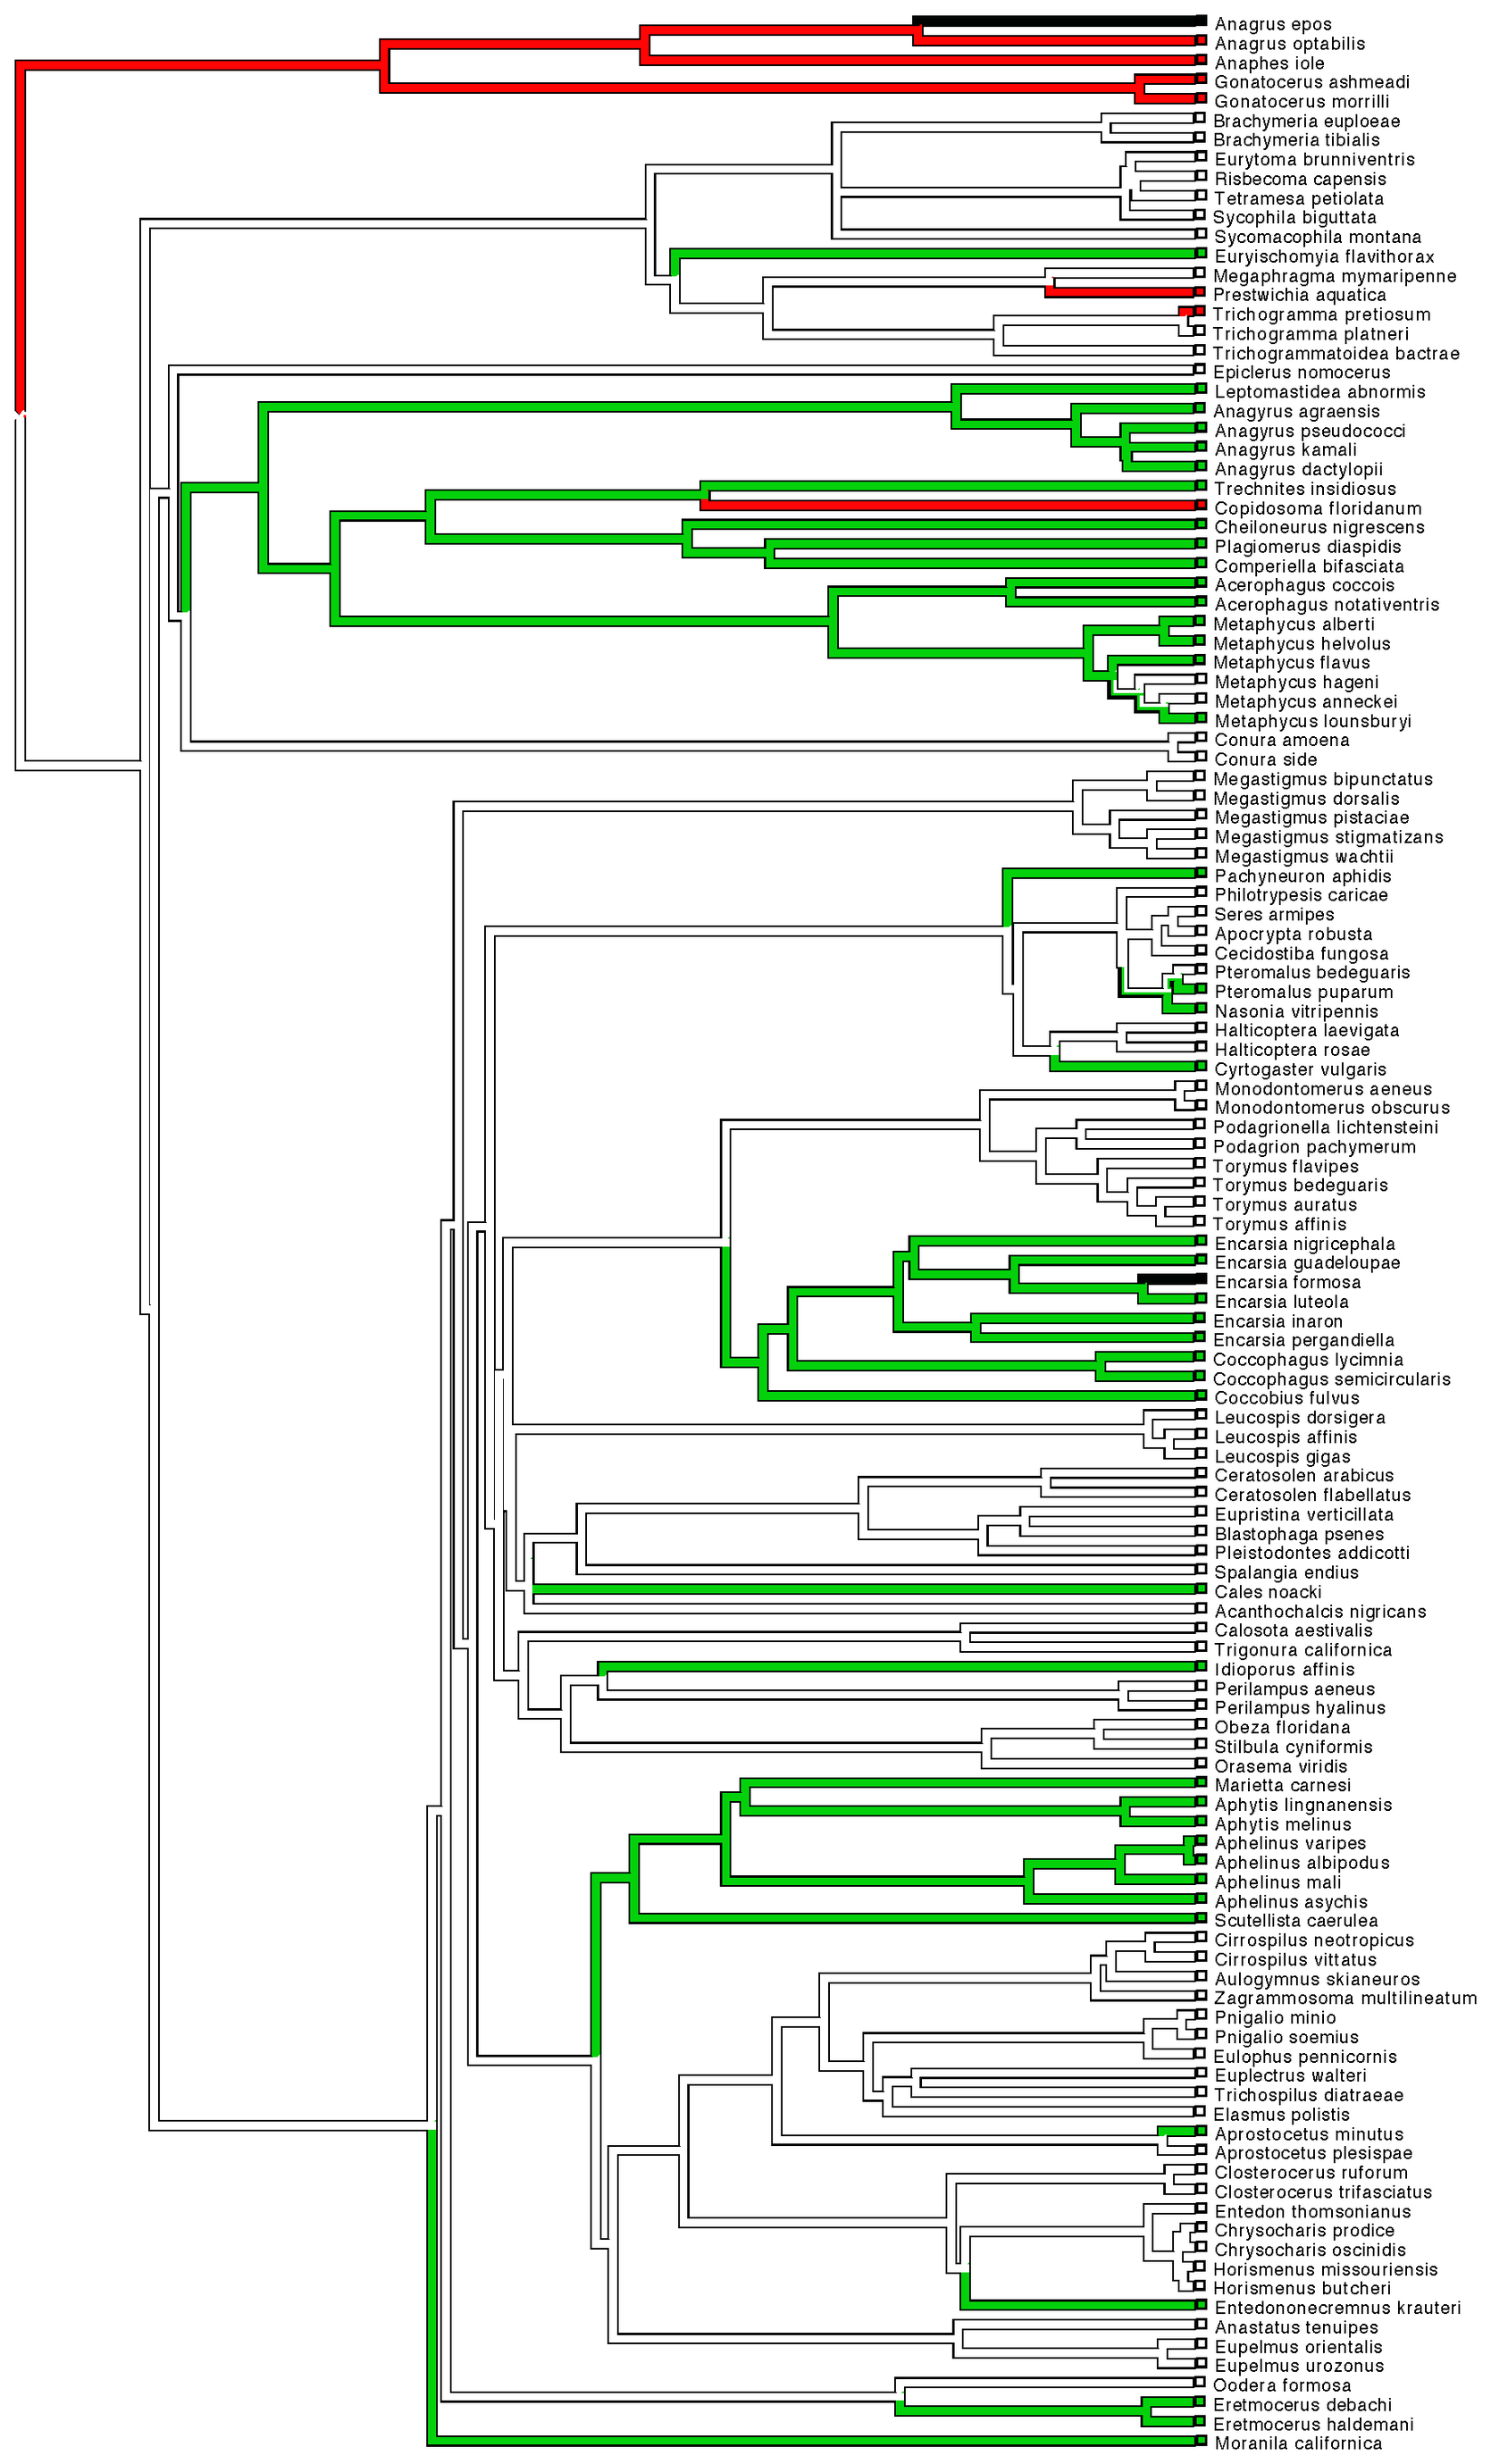 Anagrus epos
Anagrus optabilis
Anaphes iole
Gonatocerus ashmeadi
Gonatocerus morrilli
Brachymeria euploeae
Brachymeria tibialis
Eurytoma brunniventris
Risbecoma capensis
Tetramesa petiolata
Sycophila biguttata
Sycomacophila montana
Euryischomyia flavithorax
Megaphragma mymaripenne
Prestwichia aquatica
Trichogramma pretiosum
Trichogramma platneri
Trichogrammatoidea bactrae
Epiclerus nomocerus
Leptomastidea abnormis
Anagyrus agraensis
Anagyrus pseudococci
Anagyrus kamali
Anagyrus dactylopii
Trechnites insidiosus
Copidosoma floridanum
Cheiloneurus nigrescens
Plagiomerus diaspidis
Comperiella bifasciata
Acerophagus coccois
Acerophagus notativentris
Metaphycus alberti
Metaphycus helvolus
Metaphycus flavus
Metaphycus hageni
Metaphycus anneckei
Metaphycus lounsburyi
Conura amoena
Conura side
Megastigmus bipunctatus
Megastigmus dorsalis
Megastigmus pistaciae
Megastigmus stigmatizans
Megastigmus wachtii
Pachyneuron aphidis
Philotrypesis caricae
Seres armipes
Apocrypta robusta
Cecidostiba fungosa
Pteromalus bedeguaris
Pteromalus puparum
Nasonia vitripennis
Halticoptera laevigata
Halticoptera rosae
Cyrtogaster vulgaris
Monodontomerus aeneus
Monodontomerus obscurus
Podagrionella lichtensteini
Podagrion pachymerum
Torymus flavipes
Torymus bedeguaris
Torymus auratus
Torymus affinis
Encarsia nigricephala
Encarsia guadeloupae
Encarsia formosa
Encarsia luteola
Encarsia inaron
Encarsia pergandiella
Coccophagus lycimnia
Coccophagus semicircularis
Coccobius fulvus
Leucospis dorsigera
Leucospis affinis
Leucospis gigas
Ceratosolen arabicus
Ceratosolen flabellatus
Eupristina verticillata
Blastophaga psenes
Pleistodontes addicotti
Spalangia endius
Cales noacki
Acanthochalcis nigricans
Calosota aestivalis
Trigonura californica
Idioporus affinis
Perilampus aeneus
Perilampus hyalinus
Obeza floridana
Stilbula cyniformis
Orasema viridis
Marietta carnesi
Aphytis lingnanensis
Aphytis melinus
Aphelinus varipes
Aphelinus albipodus
Aphelinus mali
Aphelinus asychis
Scutellista caerulea
Cirrospilus neotropicus
Cirrospilus vittatus
Aulogymnus skianeuros
Zagrammosoma multilineatum
Pnigalio minio
Pnigalio soemius
Eulophus pennicornis
Euplectrus walteri
Trichospilus diatraeae
Elasmus polistis
Aprostocetus minutus
Aprostocetus plesispae
Closterocerus ruforum
Closterocerus trifasciatus
Entedon thomsonianus
Chrysocharis prodice
Chrysocharis oscinidis
Horismenus missouriensis
Horismenus butcheri
Entedononecremnus krauteri
Anastatus tenuipes
Eupelmus orientalis
Eupelmus urozonus
Oodera formosa
Eretmocerus debachi
Eretmocerus haldemani
Moranila californica